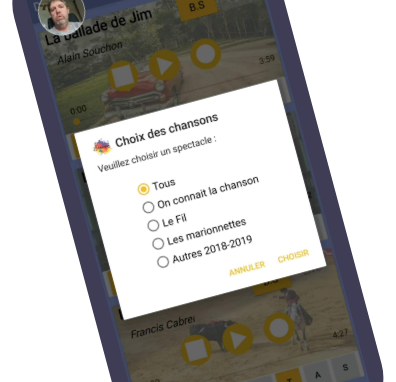 B.S
La ballade de Jim
Alain Souchon
3:59
0:00
Choix des chansons
Veuillez choisir un spectacle :
Tous
On connait la chanson
Le Fil
Les marionnettes
Autres 2018-2019
ANNULER CHOISIR
Francis Cabrel
4:27
T A S